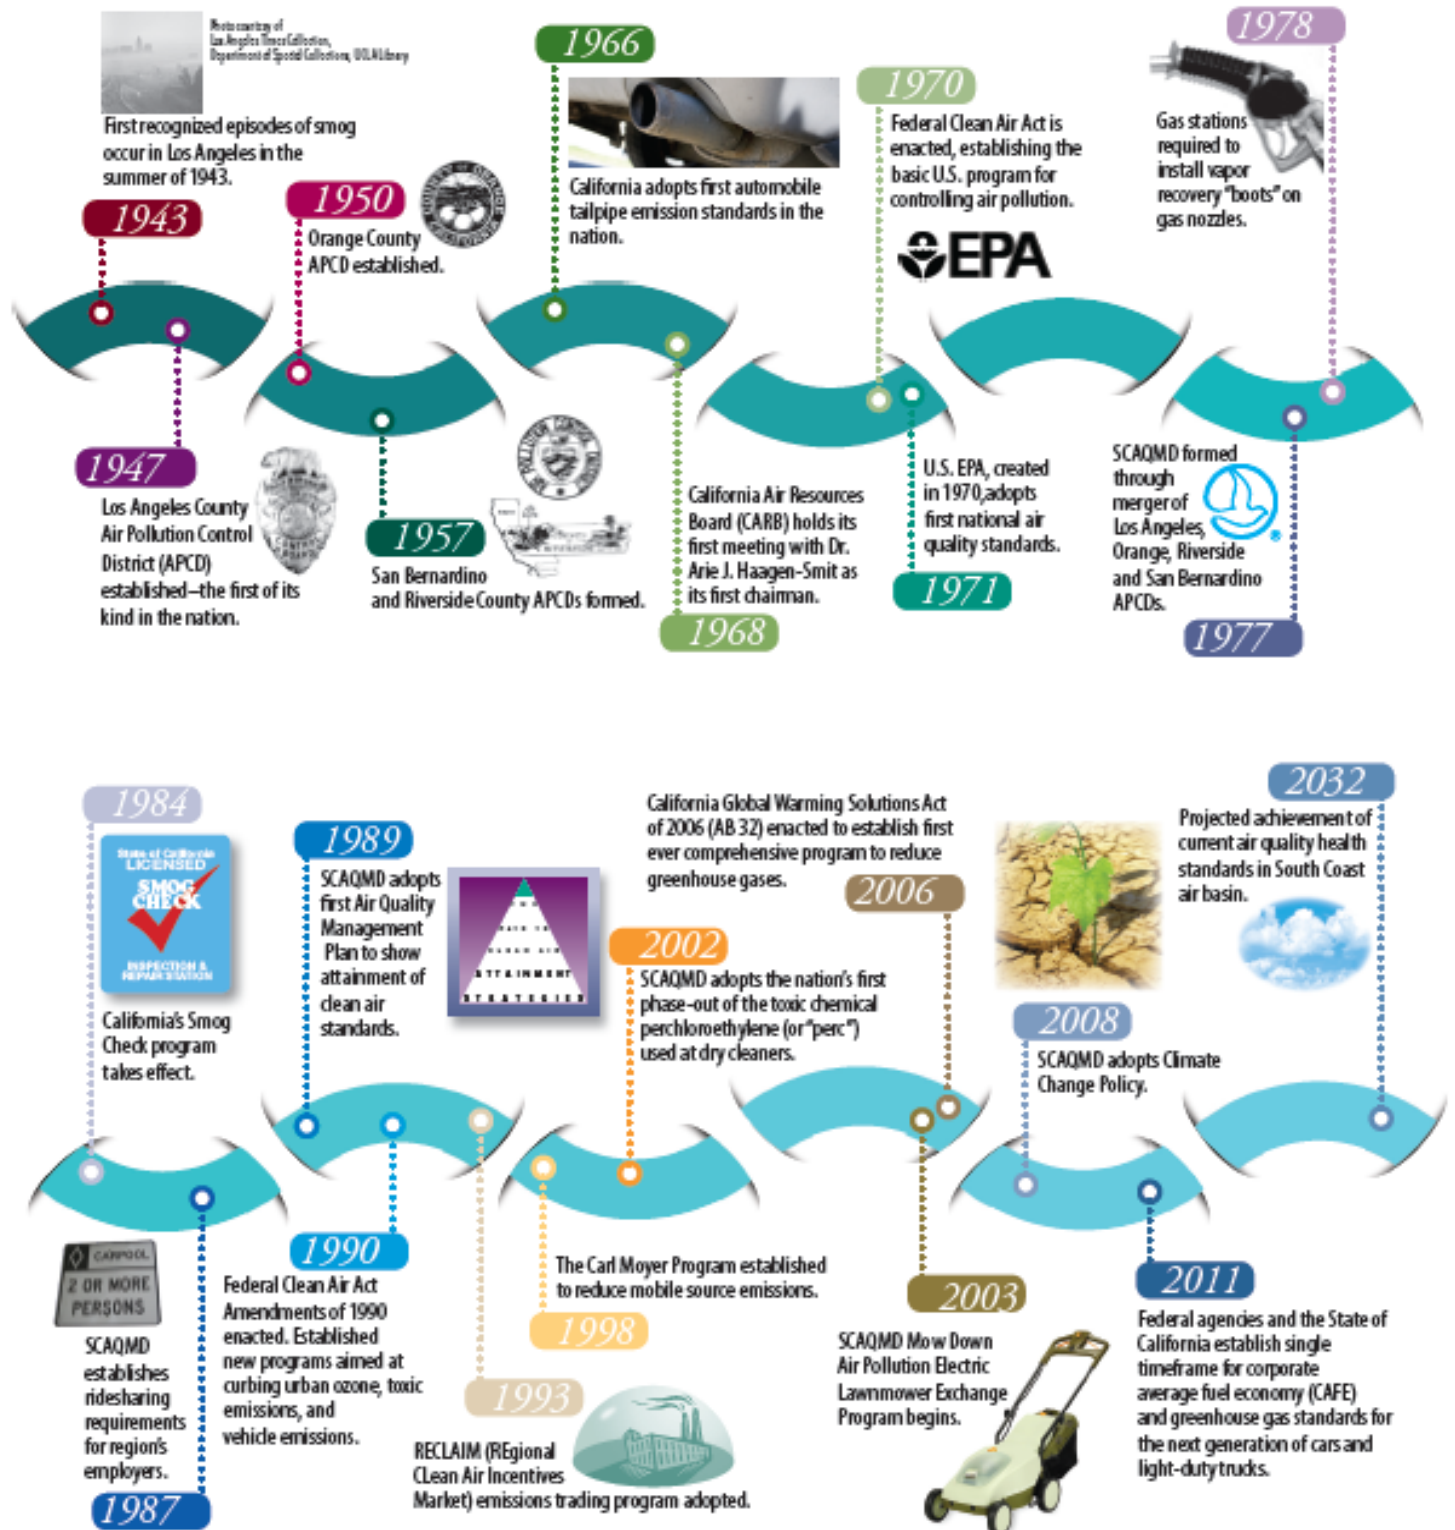 Photo courtesy of
Los Angeles Times Collection,
Department of Special Collections, UCLA Library
First recognized episodes of smog
occur in Los Angeles in the
summer of 1943.
1943
1947
Los Angeles County
Air Pollution Control
District (APCD)
established–the first of its
kind in the nation.
1950
Orange County
APCD established.
1957
San Bernardino
and Riverside County APCDs formed.
1966
California adopts first automobile
tailpipe emission standards in the
nation.
California Air Resources
Board (CARB) holds its
first meeting with Dr.
Arie J. Haagen-Smit as
its first chairman.
1968
1970
Federal Clean Air Act is
enacted, establishing the
basic U.S. program for
controlling air pollution.
EPA
U.S. EPA, created
in 1970,adopts
first national air
quality standards.
1971
SCAQMD formed
through
merger of
Los Angeles,
Orange, Riverside
and San Bernardino
APCDs.
1977
1978
Gas stations
required to
install vapor
recovery "boots" on
gas nozzles.
1984
State of California
LICENSED
SMOG
CHECK
INSPECTION &
REPAIR STATION
California's Smog
Check program
takes effect.
CARPOOL
2 OR MORE
PERSONS
SCAQMD
establishes
ridesharing
requirements
for region's
employers.
1987
1989
SCAQMD adopts
first Air Quality
Management
Plan to show
attainment of
clean air
standards.
ATTAINMENT
STRATEGIES
1990
Federal Clean Air Act
Amendments of 1990
enacted. Established
new programs aimed at
curbing urban ozone, toxic
emissions, and
vehicle emissions.
1993
RECLAIM (REgional
CLean Air Incentives
Market) emissions trading program adopted.
The Carl Moyer Program established
to reduce mobile source emissions.
1998
2002
SCAQMD adopts the nation's first
phase-out of the toxic chemical
perchloroethylene (or "perc")
used at dry cleaners.
2003
SCAQMD Mow Down
Air Pollution Electric
Lawnmower Exchange
Program begins.
California Global Warming Solutions Act
of 2006 (AB 32) enacted to establish first
ever comprehensive program to reduce
greenhouse gases.
2006
2008
SCAQMD adopts Climate
Change Policy.
2011
Federal agencies and the State of
California establish single
timeframe for corporate
average fuel economy (CAFE)
and greenhouse gas standards for
the next generation of cars and
light-duty trucks.
2032
Projected achievement of
current air quality health
standards in South Coast
air basin.